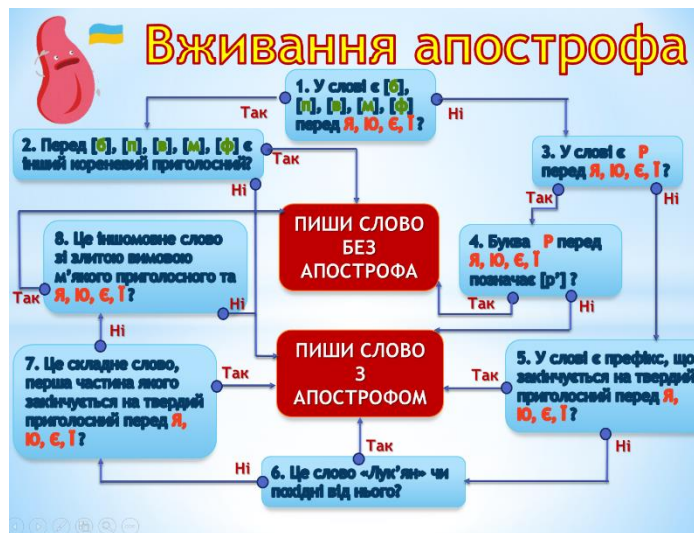 Вживання апострофа
1. У слові є [б],
[п], [в], [м], [ф]
перед Я, Ю, Є, Ї ?
Так
Ні
2. Перед [б], [п], [в], [м], [ф] є
інший кореневий приголосний?
Так
Ні
3. У слові є Р
перед Я, Ю, Є, Ї ?
Так
Ні
ПИШИ СЛОВО
БЕЗ
АПОСТРОФА
4. Буква Р перед
Я, Ю, Є, Ї
позначає [р’] ?
Так
Ні
8. Це іншомовне слово
зі злитою вимовою
м’якого приголосного та
Я, Ю, Є, Ї ?
Так
Ні
Ні
ПИШИ СЛОВО
З
АПОСТРОФОМ
5. У слові є префікс, що
закінчується на твердий
приголосний перед Я,
Ю, Є, Ї ?
Так
Ні
7. Це складне слово,
перша частина якого
закінчується на твердий
приголосний перед Я,
Ю, Є, Ї ?
Так
Так
Ні
6. Це слово «Лук’ян» чи
похідні від нього?